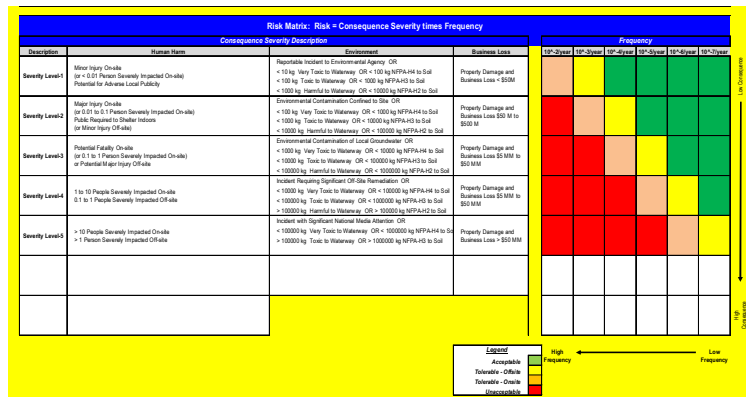 Risk Matrix: Risk = Consequence Severity times Frequency
Consequence Severity Description
Frequency
Description
Human Harm
Environment
Business Loss
10^-2/year
10^-3/year
10^-4/year
10^-5/year
10^-6/year
10^-7/year
Severity Level-1
Minor Injury On-site
(or < 0.01 Person Severely Impacted On-site)
Potential for Adverse Local Publicity
Reportable Incident to Environmental Agency OR
< 10 kg Very Toxic to Waterway OR < 100 kg NFPA-H4 to Soil
< 100 kg Toxic to Waterway OR < 1000 kg NFPA-H3 to Soil
< 1000 kg Harmful to Waterway OR < 10000 kg NFPA-H2 to Soil
Property Damage and
Business Loss < $50M
Severity Level-2
Major Injury On-site
(or 0.01 to 0.1 Person Severely Impacted On-site)
Public Required to Shelter Indoors
(or Minor Injury Off-site)
Environmental Contamination Confined to Site OR
< 100 kg Very Toxic to Waterway OR < 1000 kg NFPA-H4 to Soil
< 1000 kg Toxic to Waterway OR < 10000 kg NFPA-H3 to Soil
< 10000 kg Harmful to Waterway OR < 100000 kg NFPA-H2 to Soil
Property Damage and
Business Loss $50 M to
$500 M
Severity Level-3
Potential Fatality On-site
(or 0.1 to 1 Person Severely Impacted On-site)
or Potential Major Injury Off-site
Environmental Contamination of Local Groundwater OR
< 1000 kg Very Toxic to Waterway OR < 10000 kg NFPA-H4 to Soil
< 10000 kg Toxic to Waterway OR < 100000 kg NFPA-H3 to Soil
< 100000 kg Harmful to Waterway OR < 1000000 kg NFPA-H2 to Soil
Property Damage and
Business Loss $5 MM to
$50 MM
Severity Level-4
1 to 10 People Severely Impacted On-site
0.1 to 1 People Severely Impacted Off-site
Incident Requiring Significant Off-Site Remediation OR
< 10000 kg Very Toxic to Waterway OR < 100000 kg NFPA-H4 to Soil
< 100000 kg Toxic to Waterway OR < 1000000 kg NFPA-H3 to Soil
> 100000 kg Harmful to Waterway OR > 1000000 kg NFPA-H2 to Soil
Property Damage and
Business Loss $5 MM to
$50 MM
Severity Level-5
> 10 People Severely Impacted On-site
> 1 Person Severely Impacted Off-site
Incident with Significant National Media Attention OR
< 100000 kg Very Toxic to Waterway OR < 1000000 kg NFPA-H4 to So
> 100000 kg Toxic to Waterway OR > 1000000 kg NFPA-H3 to Soil
Property Damage and
Business Loss > $50 MM
Low Consequence
High
Consequence
Legend
Acceptable
Tolerable - Offsite
Tolerable - Onsite
Unacceptable
High
Frequency
Low
Frequency